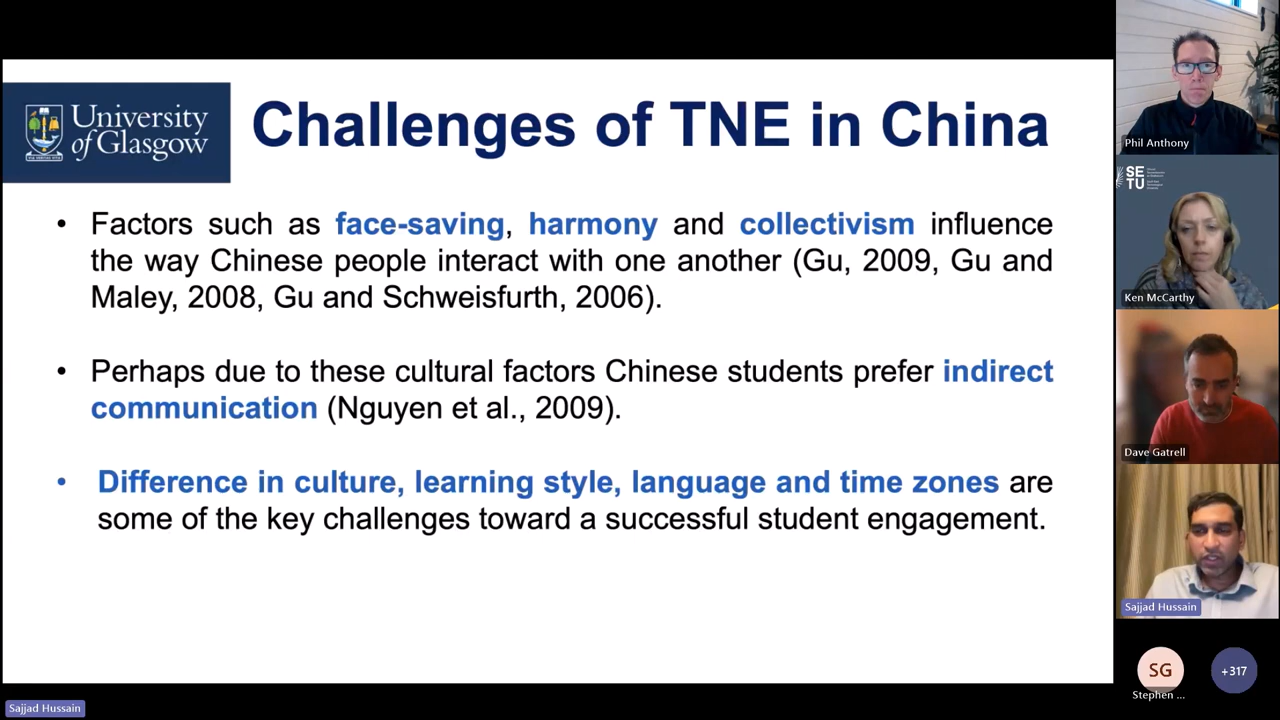 University
of Glasgow
Challenges of TNE in China
• Factors such as face-saving, harmony and collectivism influence
the way Chinese people interact with one another (Gu, 2009, Gu and
Maley, 2008, Gu and Schweisfurth, 2006).
• Perhaps due to these cultural factors Chinese students prefer indirect
communication (Nguyen et al., 2009).
• Difference in culture, learning style, language and time zones are
some of the key challenges toward a successful student engagement.
Phil Anthony
SE
TU
Ken McCarthy
Dave Gatrell
Sajjad Hussain
SG
+317
Stephen ...
Sajjad Hussain